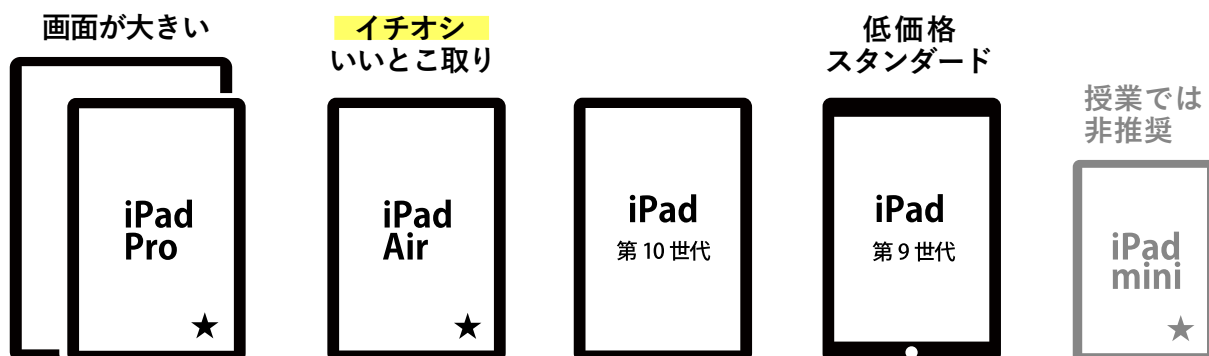 画面が大きい
iPad
Pro
★
イチオシ
いいとこ取り
iPad
Air
★
iPad
第10世代
低価格
スタンダード
iPad
第9世代
授業では
非推奨
iPad
mini
★